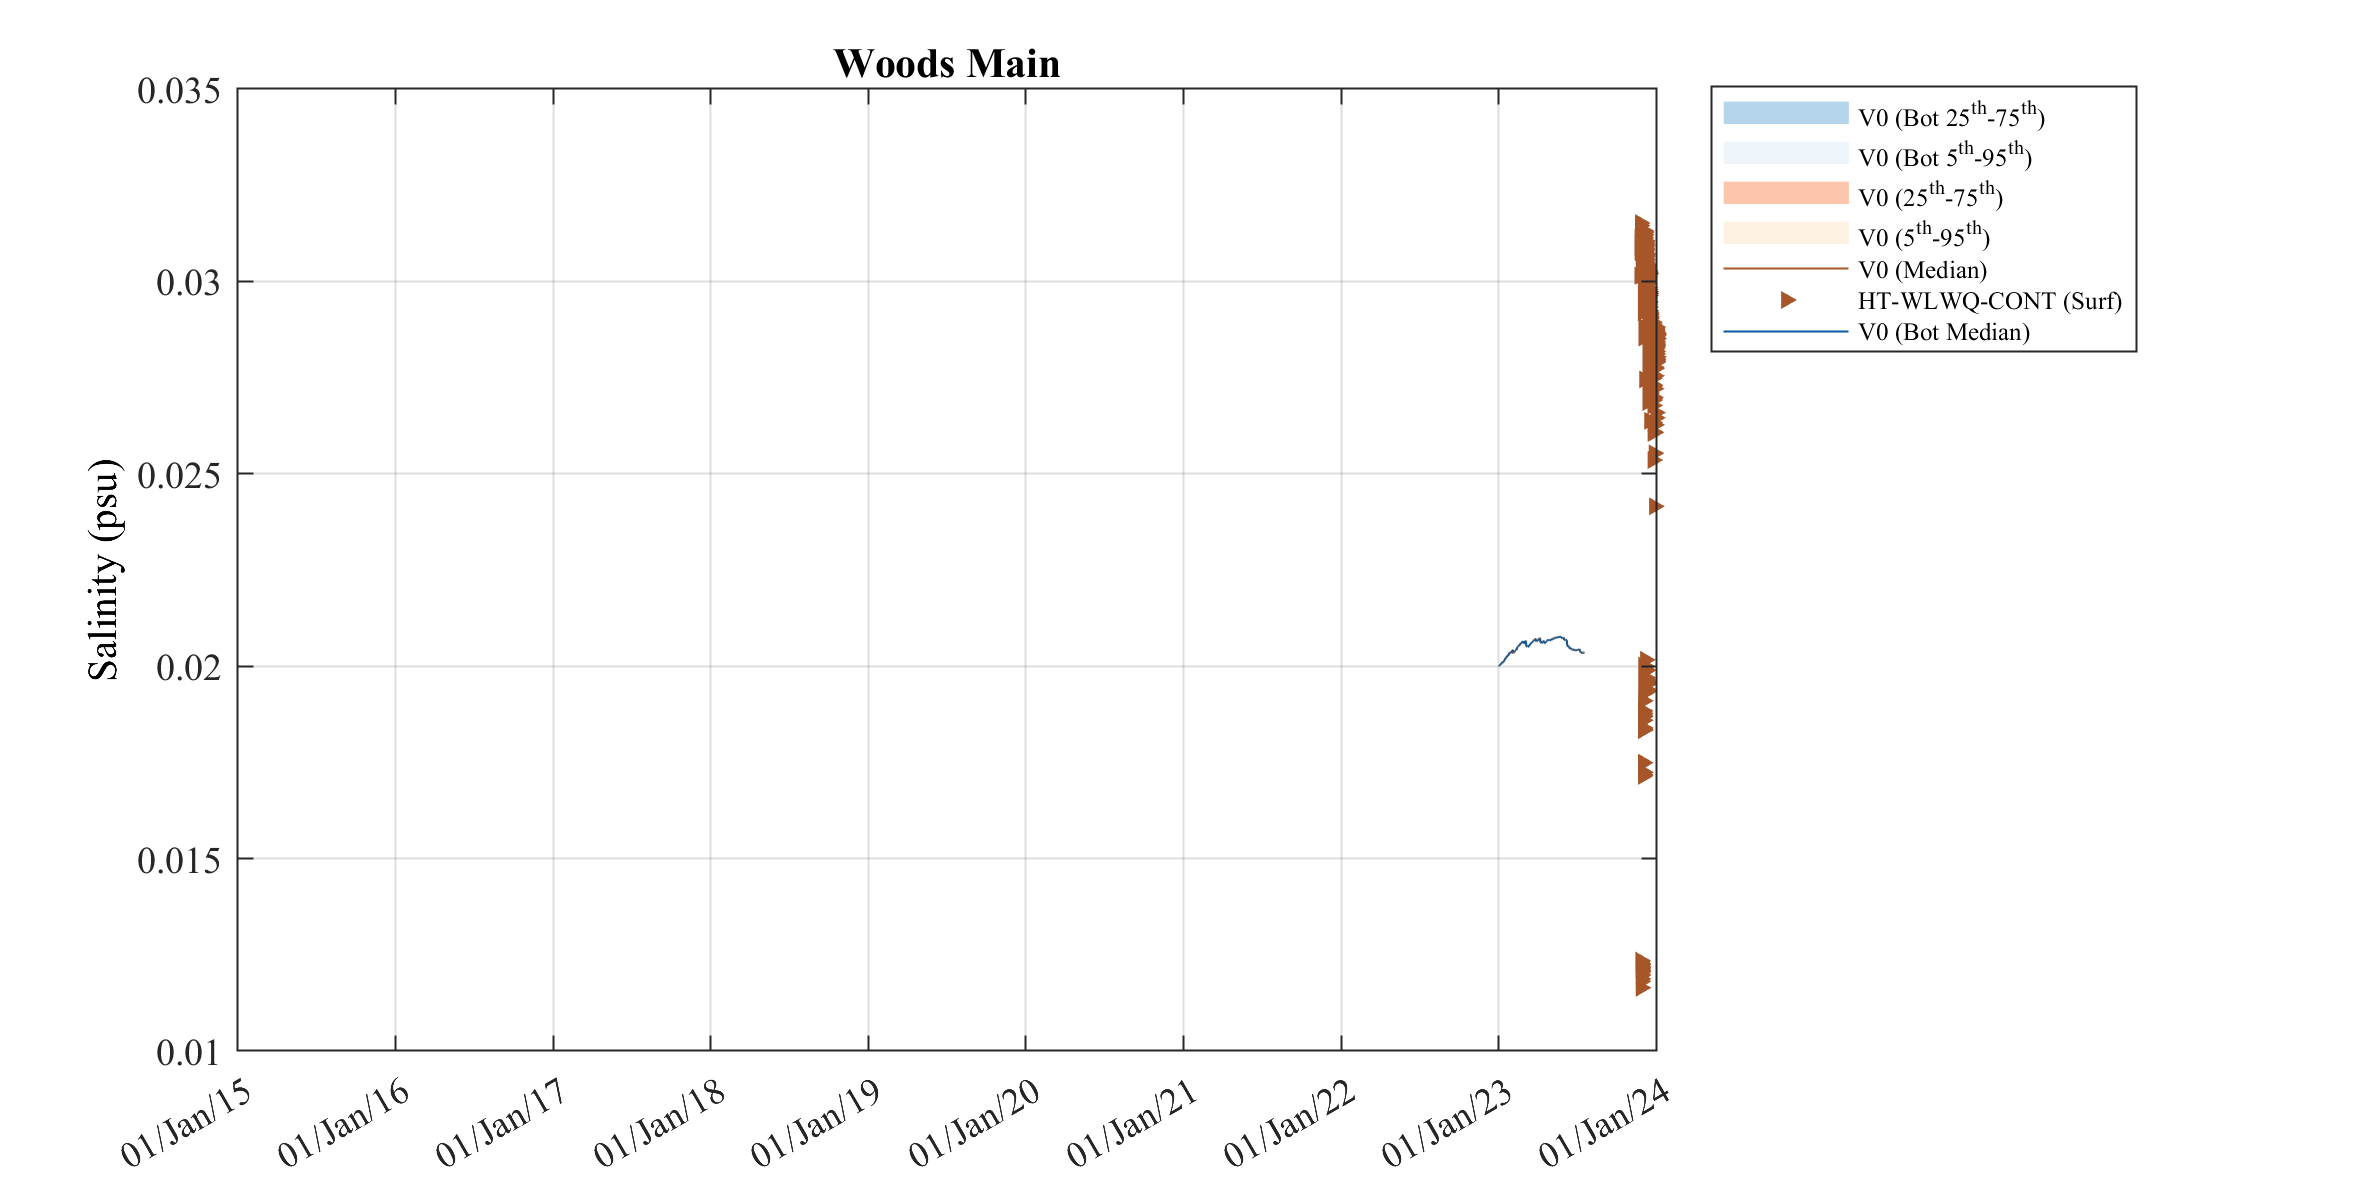 Woods Main
0.035
0.03
0.025
0.02
0.015
0.01
Salinity (psu)
01/Jan/15
01/Jan/16
01/Jan/17
01/Jan/18
01/Jan/19
01/Jan/20
01/Jan/21
01/Jan/22
01/Jan/23
01/Jan/24
V0 (Bot 25th-75th)
V0 (Bot 5th-95th)
V0 (25th-75th)
V0 (5th-95th)
V0 (Median)
HT-WLWQ-CONT (Surf)
V0 (Bot Median)